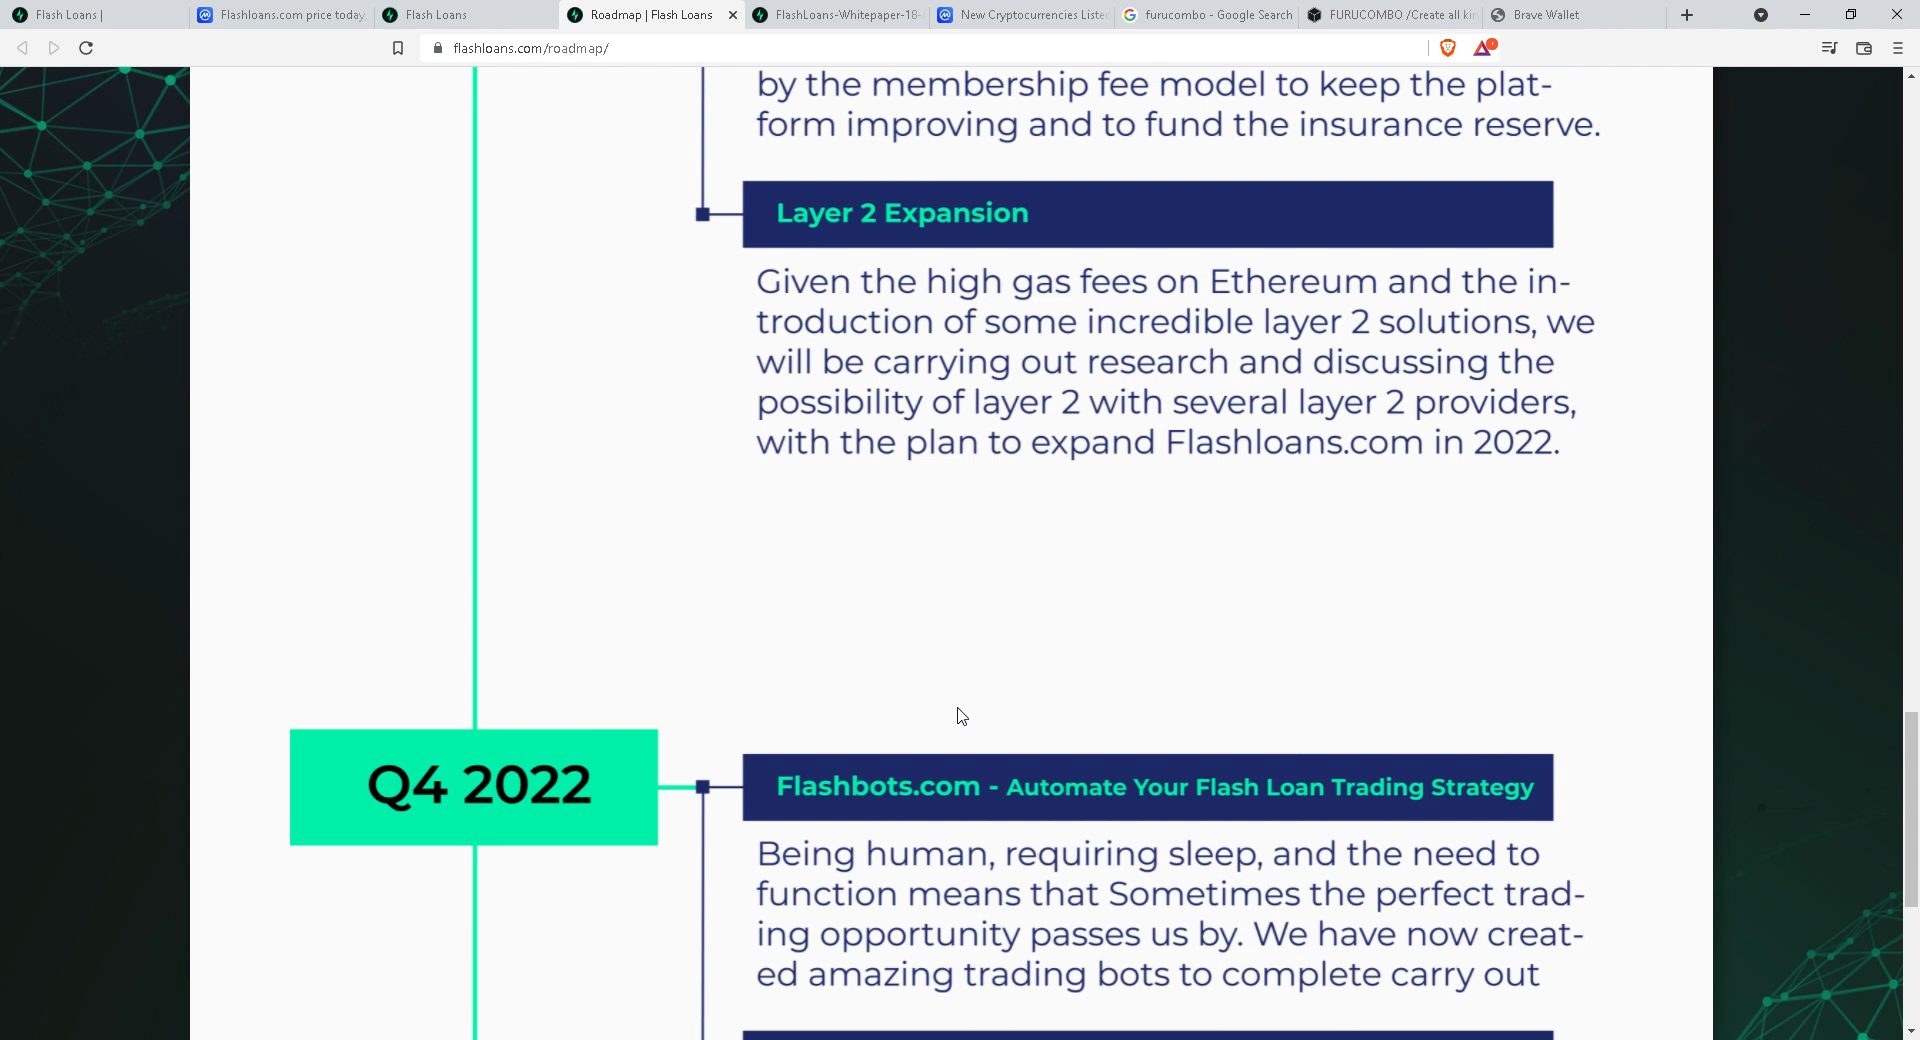 Flash Loans |
Flashloans.com price today,
Flash Loans
Roadmap | Flash Loans
FlashLoans-Whitepaper-18-
New Cryptocurrencies Listed
furucombo - Google Search
FURUCOMBO /Create all kin
Brave Wallet
flashloans.com/roadmap/
by the membership fee model to keep the plat-
form improving and to fund the insurance reserve.
Layer 2 Expansion
Given the high gas fees on Ethereum and the in-
troduction of some incredible layer 2 solutions, we
will be carrying out research and discussing the
possibility of layer 2 with several layer 2 providers,
with the plan to expand Flashloans.com in 2022.
Q4 2022
Flashbots.com - Automate Your Flash Loan Trading Strategy
Being human, requiring sleep, and the need to
function means that Sometimes the perfect trad-
ing opportunity passes us by. We have now creat-
ed amazing trading bots to complete carry out